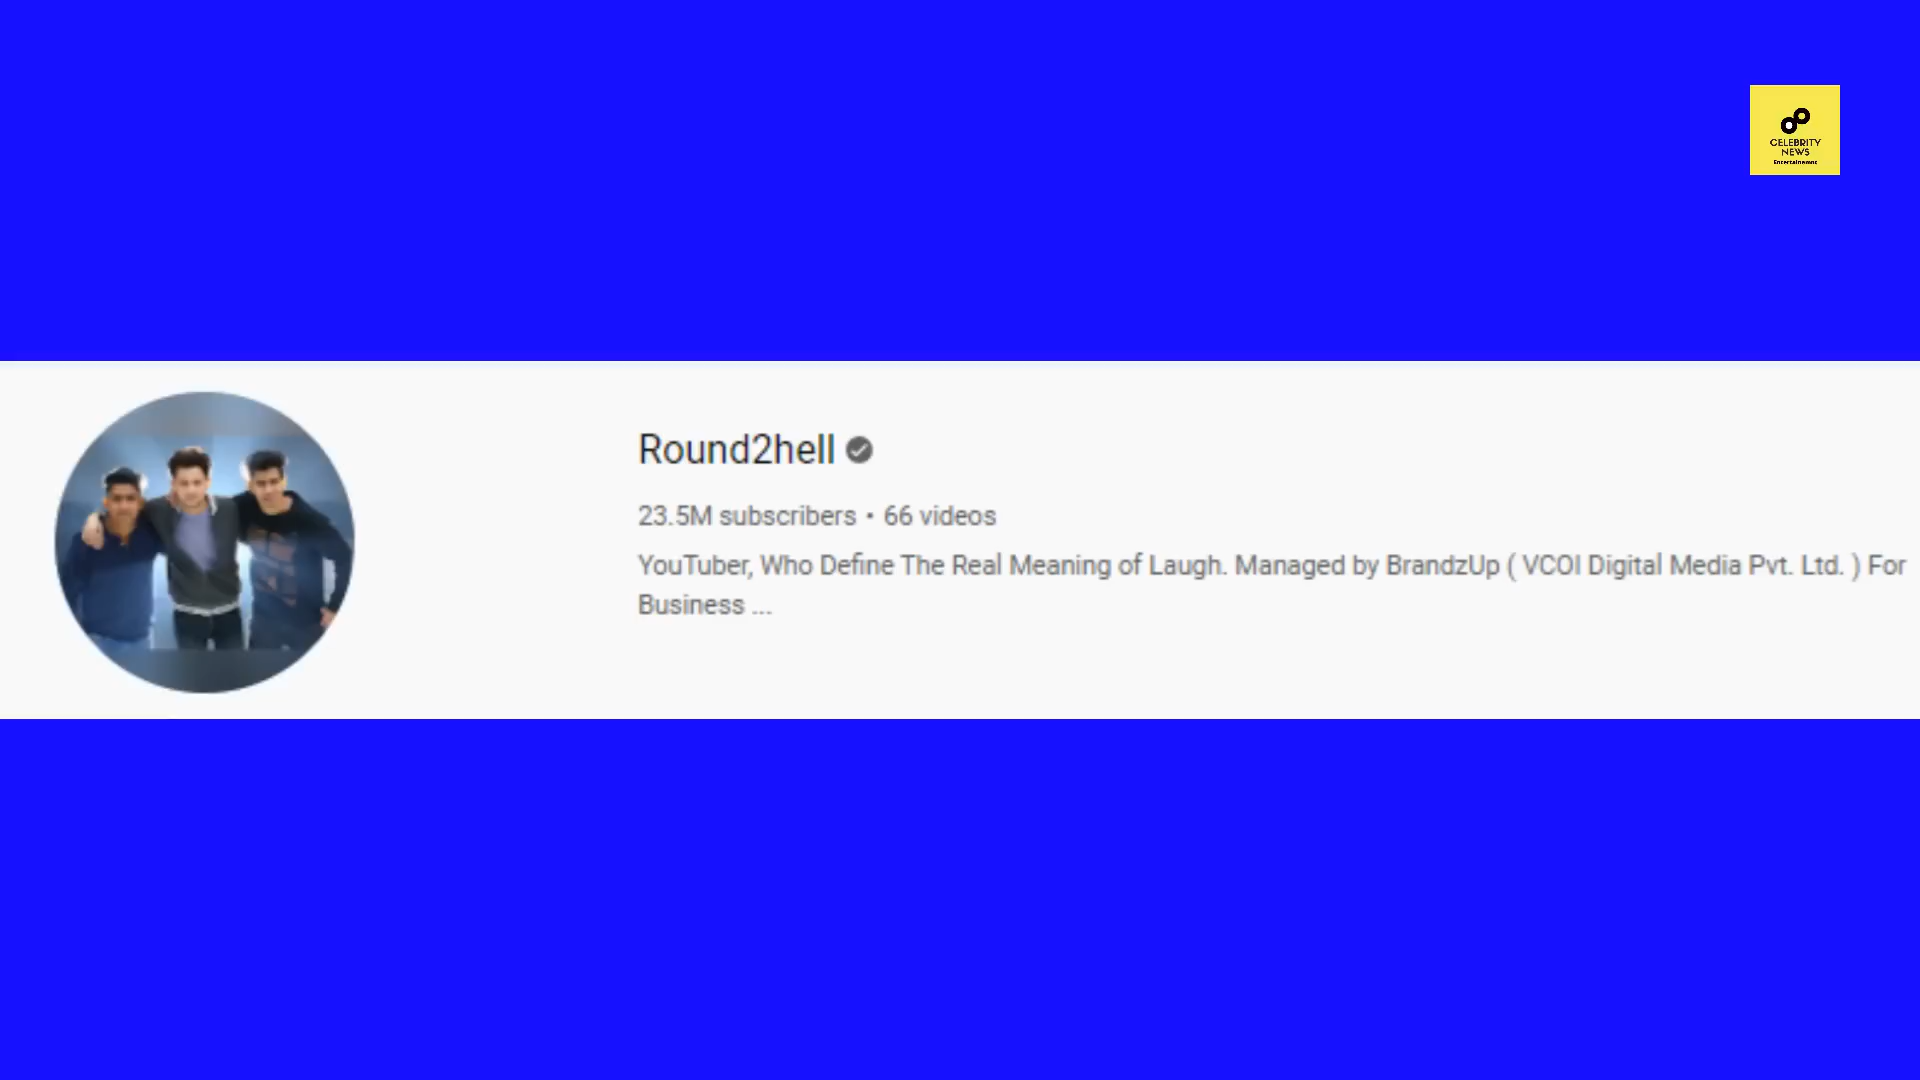 CELEBRITY
NEWS
Entertainemnt
Round2hell
23.5M subscribers • 66 videos
YouTuber, Who Define The Real Meaning of Laugh. Managed by BrandzUp ( VCOI Digital Media Pvt. Ltd. ) For
Business ...